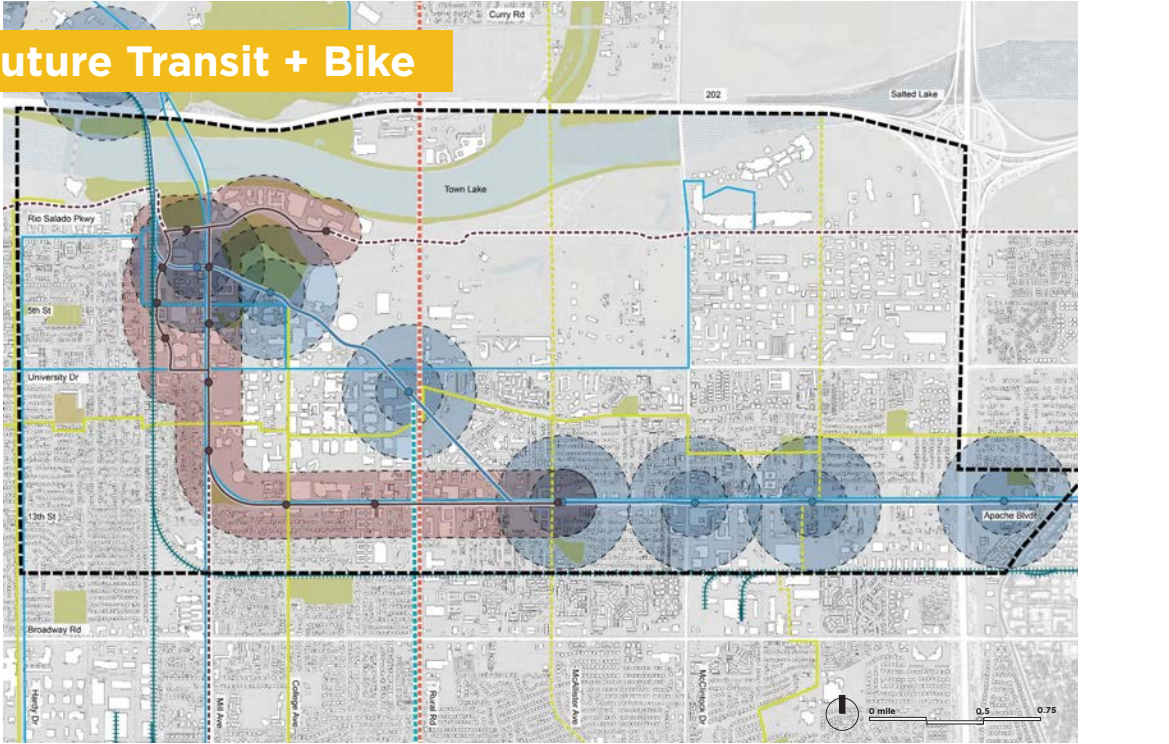 uture Transit + Bike
Curry Rd
202
Salted Lake
Town Lake
Rio Salado Pkwy
5th St
University Dr
13th St
Apache Blvd
Broadway Rd
Hardy Dr
Mill Ave
College Ave
Rural Rd
McAllister Ave
McClintock Dr
0 mile 0.5 0.75